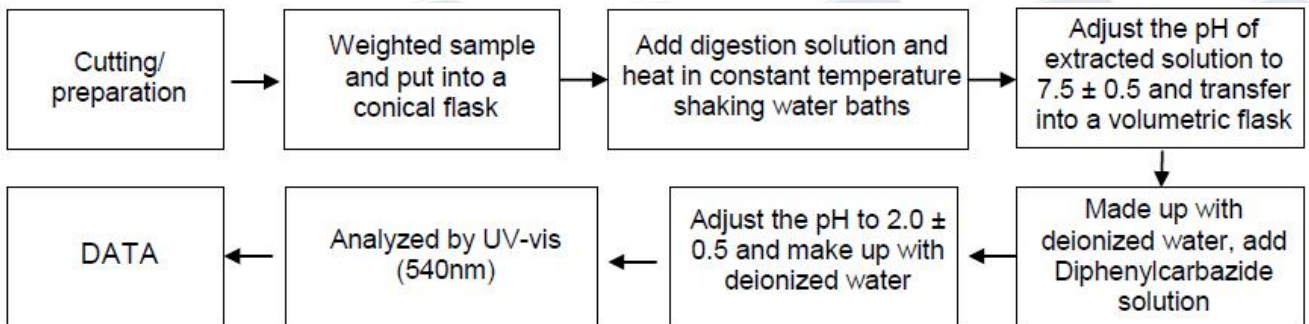 Cutting/
preparation
Weighted sample
and put into a
conical flask
Add digestion solution and
heat in constant temperature
shaking water baths
Adjust the pH of
extracted solution to
7.5 ± 0.5 and transfer
into a volumetric flask
Made up with
deionized water, add
Diphenylcarbazide
solution
Adjust the pH to 2.0 ±
0.5 and make up with
deionized water
Analyzed by UV-vis
(540nm)
DATA